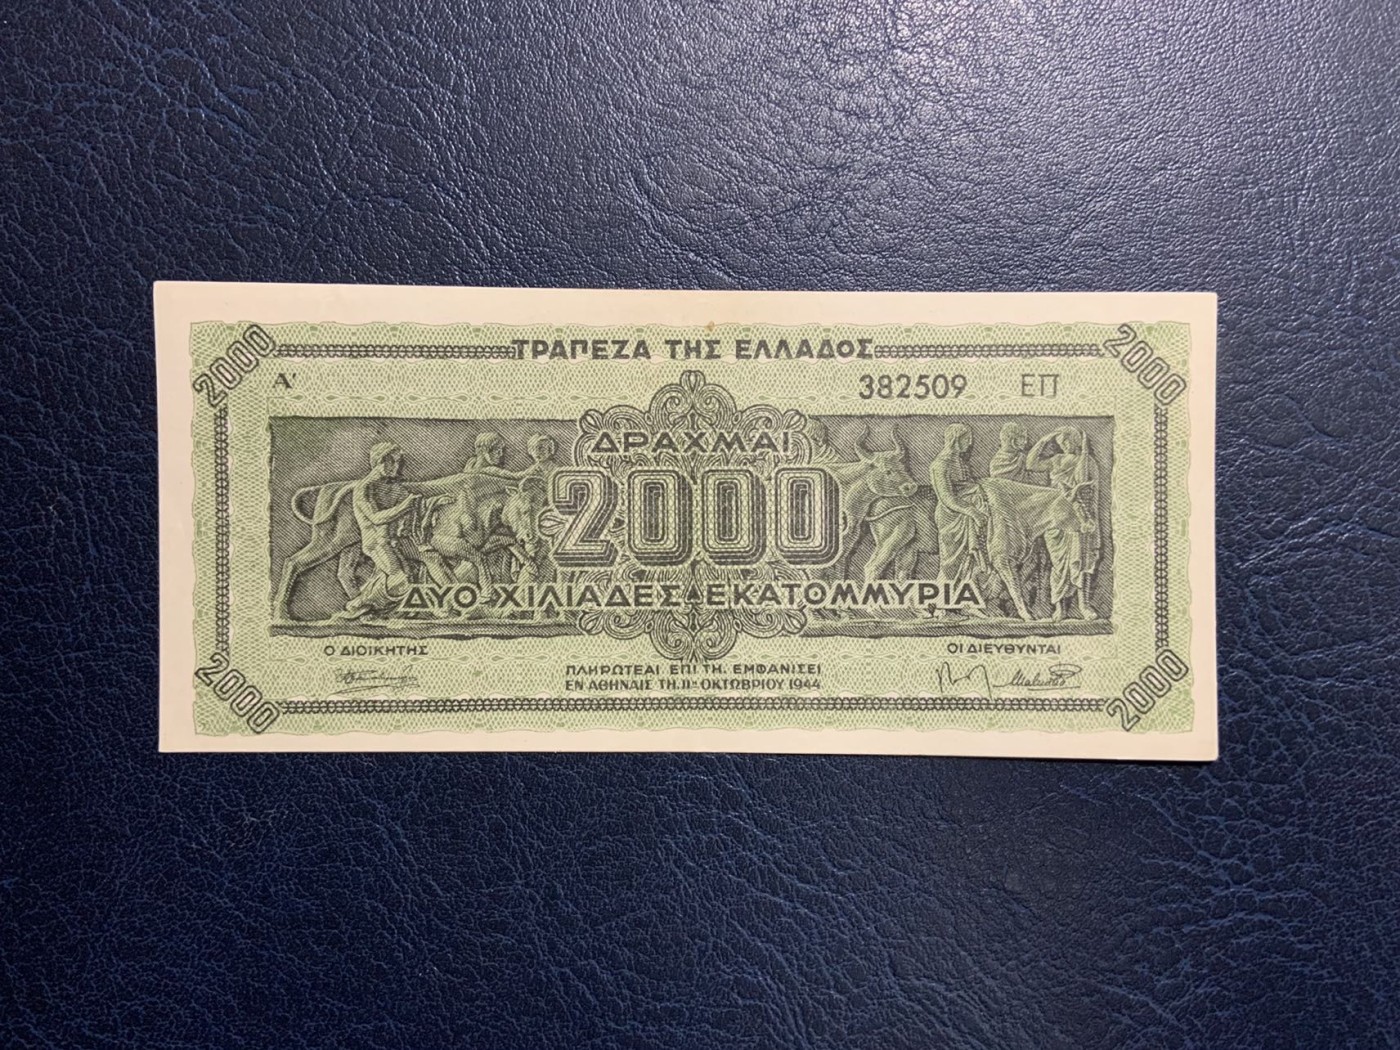 2000 ΤΡΑΠΕΖΑ ΤΗΣ ΕΛΛΑΔΟΣ 2000
Α' 382509 ΕΠ
ΔΡΑΧΜΑΙ
2000
ΔΥΟ ΧΙΛΙΑΔΕΣ ΕΚΑΤΟΜΜΥΡΙΑ
Ο ΔΙΟΙΚΗΤΗΣ ΟΙ ΔΙΕΥΘΥΝΤΑΙ
ΠΛΗΡΩΤΕΑΙ ΕΠΙ ΤΗ. ΕΜΦΑΝΙΣΕΙ
ΕΝ ΑΘΗΝΑΙΣ ΤΗ. 11ῃ ΟΚΤΩΒΡΙΟΥ 1944
2000 2000